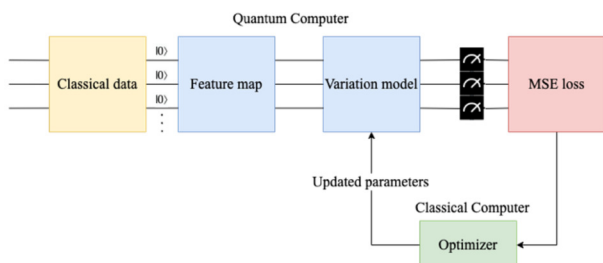 Quantum Computer
|0⟩
|0⟩
|0⟩
Classical data
Feature map
Variation model
MSE loss
Updated parameters
Classical Computer
Optimizer